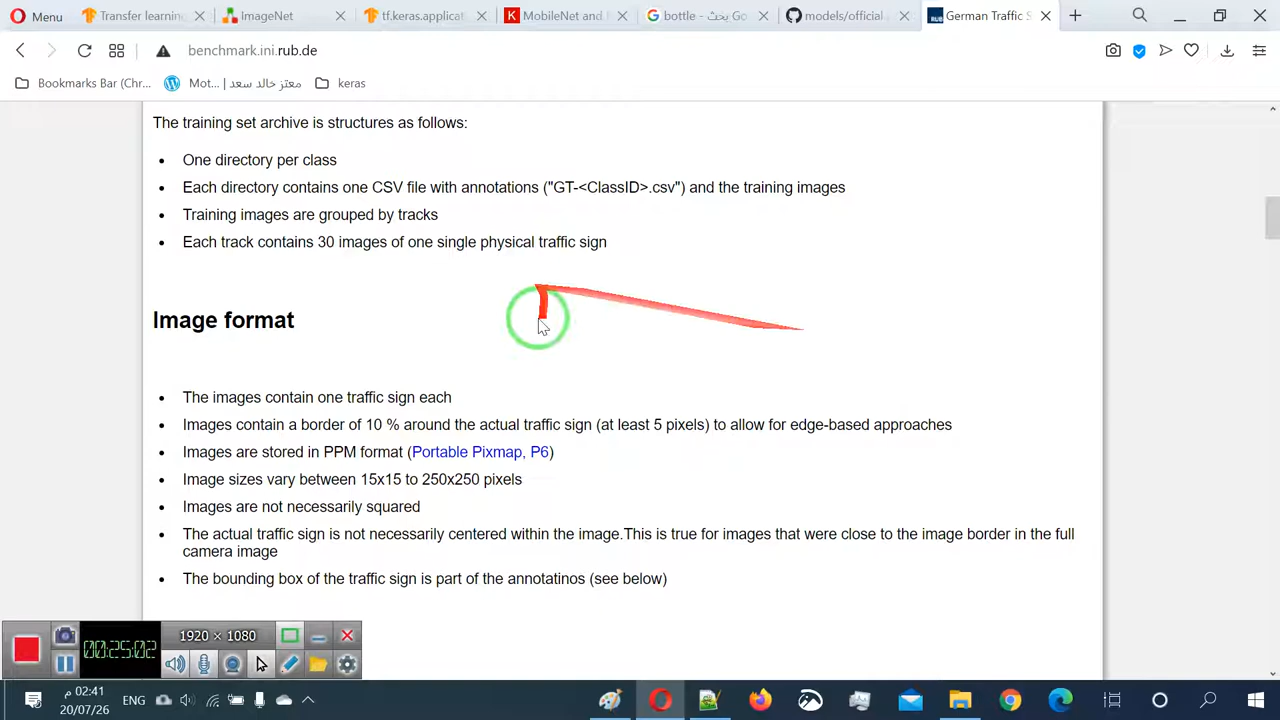 Menu
Transfer learning
ImageNet
tf.keras.applicat
MobileNet and
bottle - بحث Go
models/official
German Traffic S
benchmark.ini.rub.de
Bookmarks Bar (Chr...
Mot... | معتز خالد سعد
keras
The training set archive is structures as follows:
One directory per class
Each directory contains one CSV file with annotations ("GT-<ClassID>.csv") and the training images
Training images are grouped by tracks
Each track contains 30 images of one single physical traffic sign
Image format
The images contain one traffic sign each
Images contain a border of 10 % around the actual traffic sign (at least 5 pixels) to allow for edge-based approaches
Images are stored in PPM format (Portable Pixmap, P6)
Image sizes vary between 15x15 to 250x250 pixels
Images are not necessarily squared
The actual traffic sign is not necessarily centered within the image.This is true for images that were close to the image border in the full
camera image
The bounding box of the traffic sign is part of the annotatinos (see below)
1920 × 1080
00:25:02
ENG
02:41 م
20/07/26